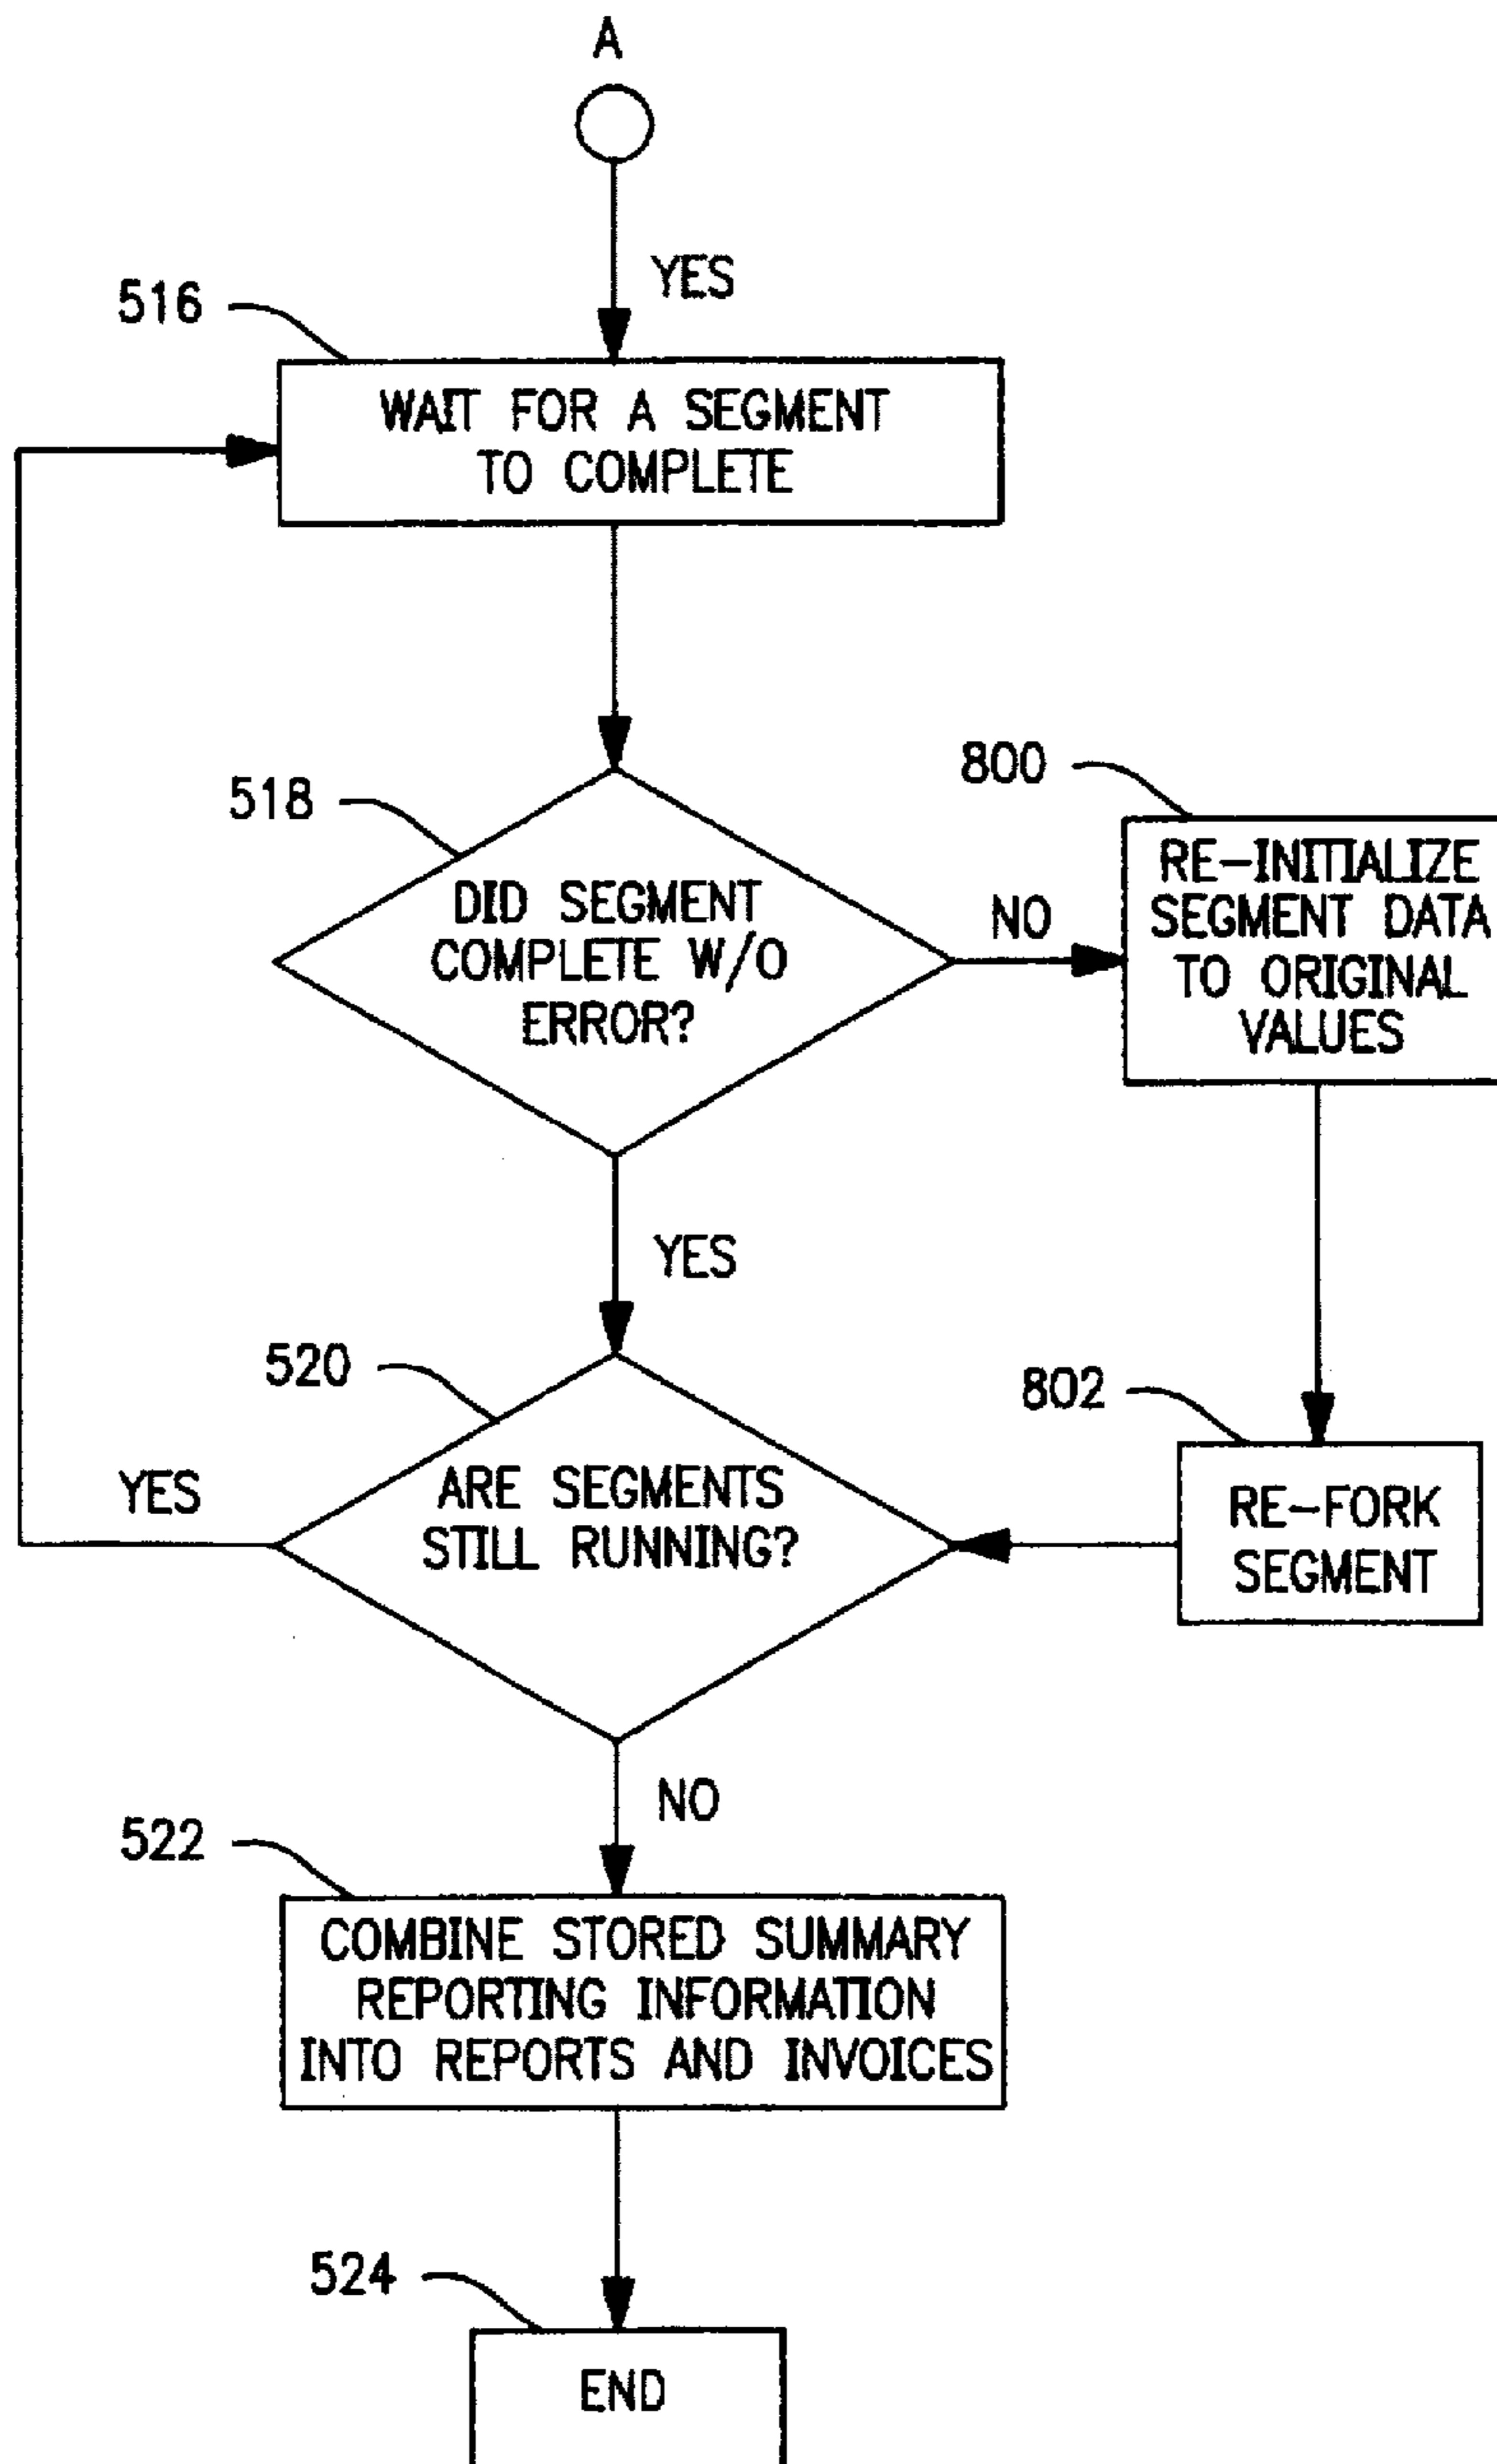 A
YES
516
WAIT FOR A SEGMENT
TO COMPLETE
518
DID SEGMENT
COMPLETE W/O
ERROR?
NO
800
RE-INITIALIZE
SEGMENT DATA
TO ORIGINAL
VALUES
YES
520
ARE SEGMENTS
STILL RUNNING?
YES
802
RE-FORK
SEGMENT
NO
522
COMBINE STORED SUMMARY
REPORTING INFORMATION
INTO REPORTS AND INVOICES
524
END